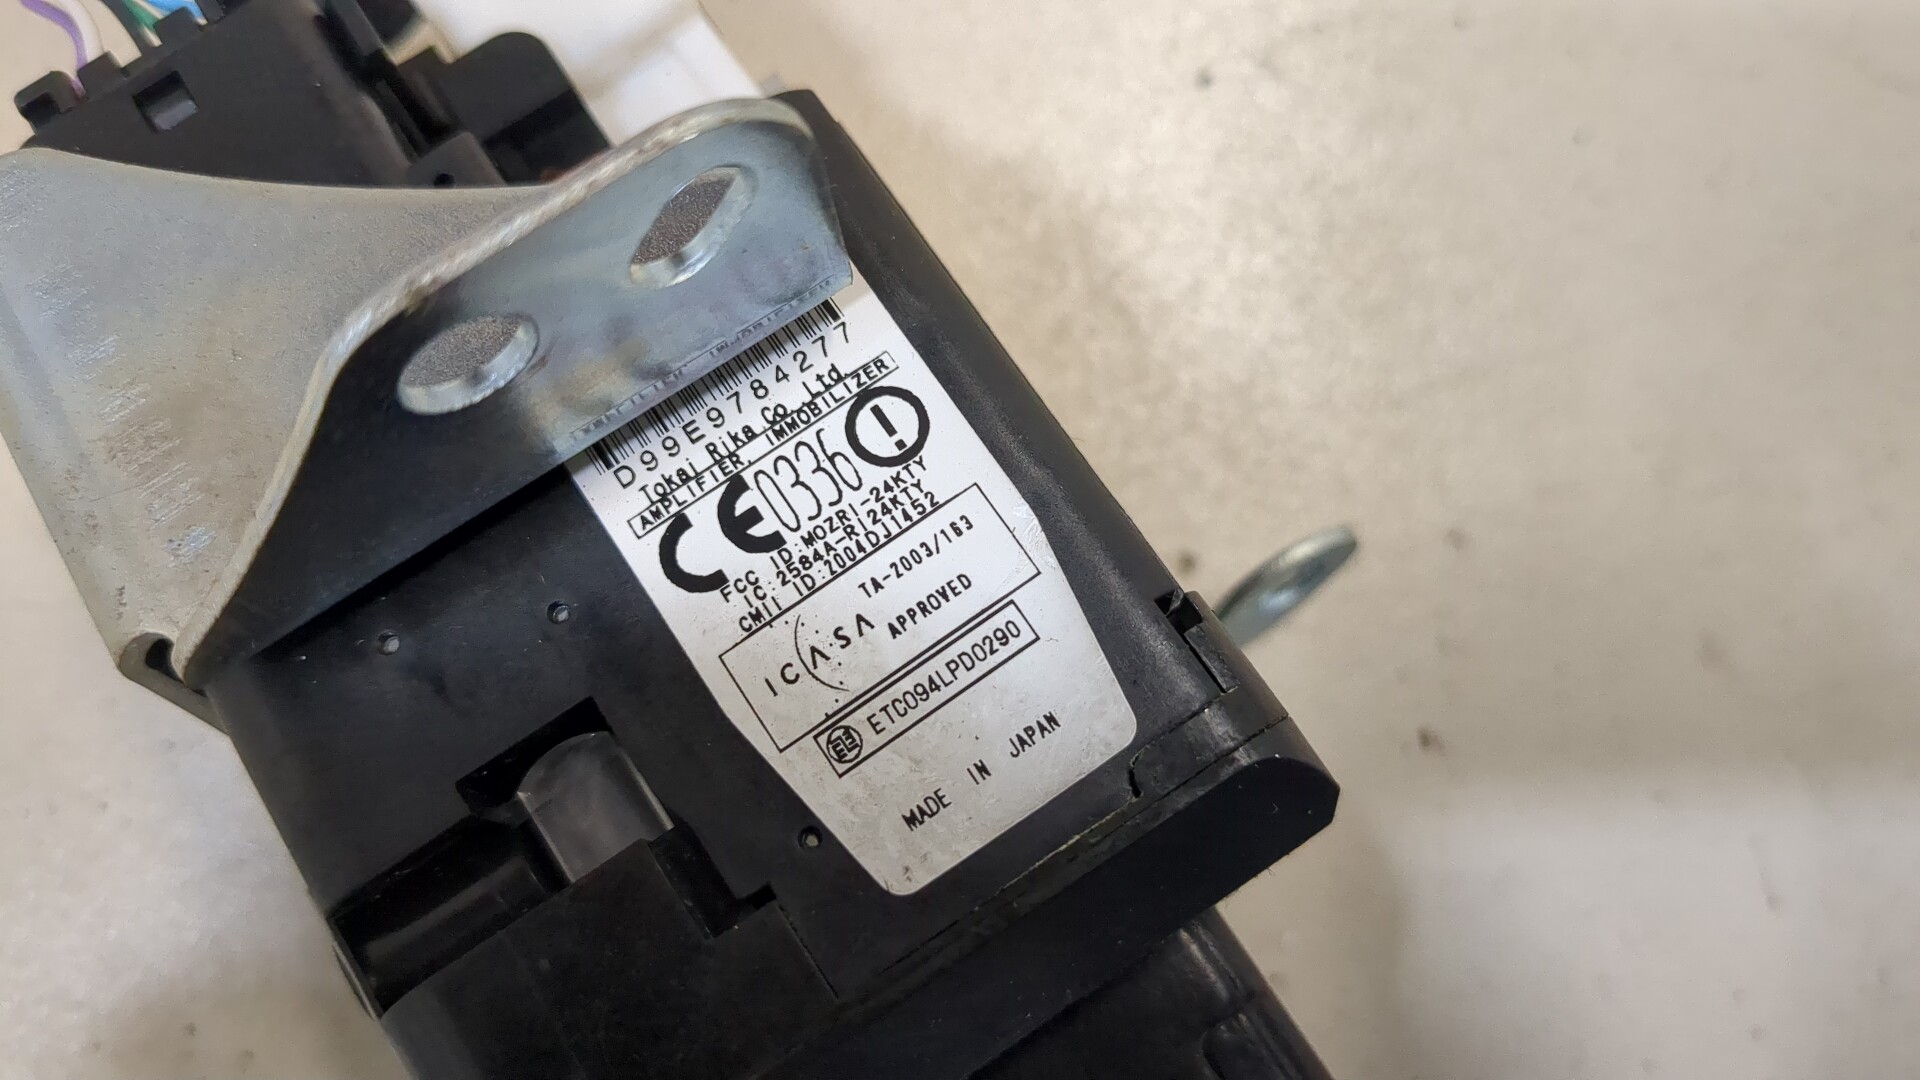 D99E9784277
Tokai Rika Co., Ltd.
AMPLIFIER, IMMOBILIZER
CE0336
FCC ID:MOZRI-24KTY
IC:2584A-RI24KTY
CMII ID:2004DJ1452
TA-2003/163
ICASA APPROVED
ETC094LPD0290
MADE IN JAPAN